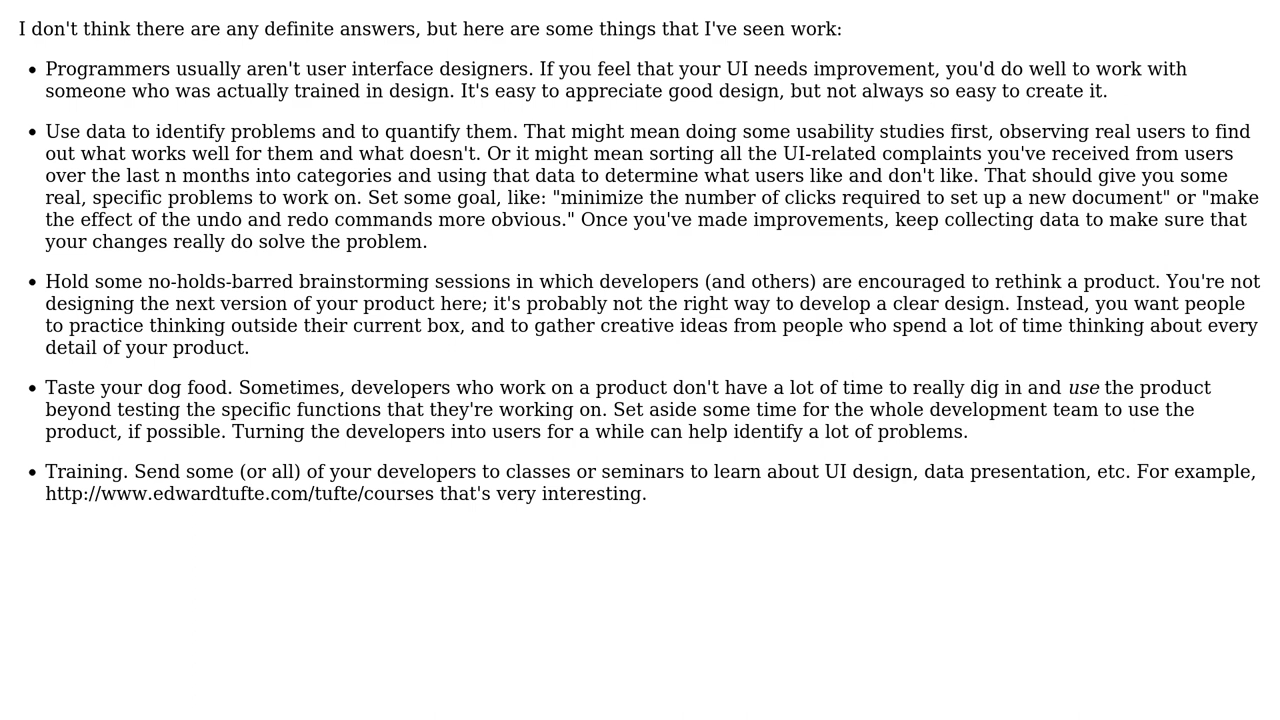 I don't think there are any definite answers, but here are some things that I've seen work:
• Programmers usually aren't user interface designers. If you feel that your UI needs improvement, you'd do well to work with
someone who was actually trained in design. It's easy to appreciate good design, but not always so easy to create it.
• Use data to identify problems and to quantify them. That might mean doing some usability studies first, observing real users to find
out what works well for them and what doesn't. Or it might mean sorting all the UI-related complaints you've received from users
over the last n months into categories and using that data to determine what users like and don't like. That should give you some
real, specific problems to work on. Set some goal, like: "minimize the number of clicks required to set up a new document" or "make
the effect of the undo and redo commands more obvious." Once you've made improvements, keep collecting data to make sure that
your changes really do solve the problem.
• Hold some no-holds-barred brainstorming sessions in which developers (and others) are encouraged to rethink a product. You're not
designing the next version of your product here; it's probably not the right way to develop a clear design. Instead, you want people
to practice thinking outside their current box, and to gather creative ideas from people who spend a lot of time thinking about every
detail of your product.
• Taste your dog food. Sometimes, developers who work on a product don't have a lot of time to really dig in and use the product
beyond testing the specific functions that they're working on. Set aside some time for the whole development team to use the
product, if possible. Turning the developers into users for a while can help identify a lot of problems.
• Training. Send some (or all) of your developers to classes or seminars to learn about UI design, data presentation, etc. For example,
http://www.edwardtufte.com/tufte/courses that's very interesting.